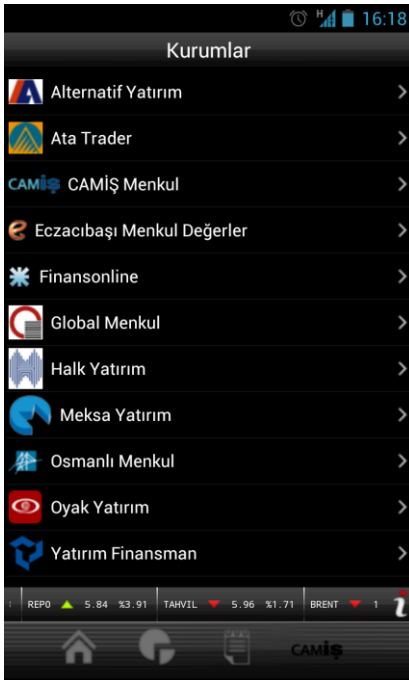 H 16:18
Kurumlar
Alternatif Yatırım
Ata Trader
CAMİŞ CAMİŞ Menkul
Eczacıbaşı Menkul Değerler
Finansonline
Global Menkul
Halk Yatırım
Meksa Yatırım
Osmanlı Menkul
Oyak Yatırım
Yatırım Finansman
: REPO 5.84 %3.91 TAHVIL 5.96 %1.71 BRENT 1 i
CAMİŞ